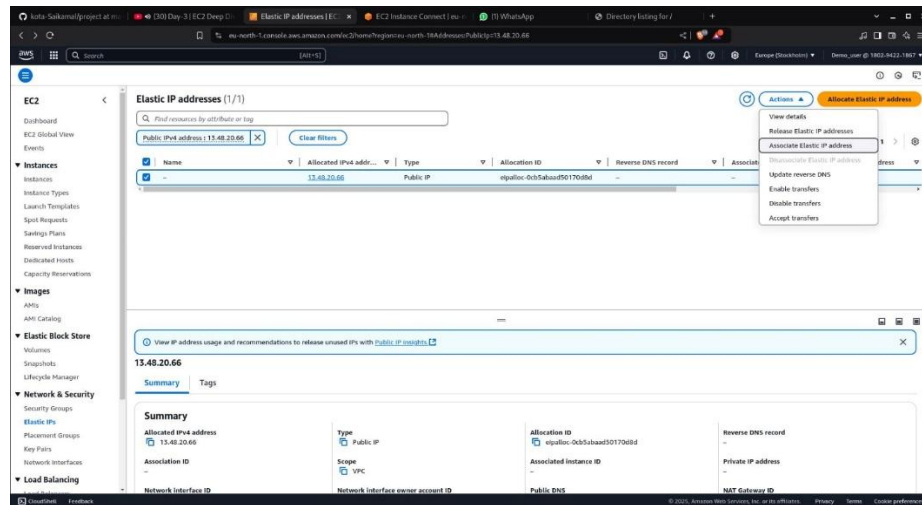 kota-Saikamal/project at m
(30) Day-3 | EC2 Deep D
Elastic IP addresses | EC
EC2 Instance Connect | eu-n
(1) WhatsApp
Directory listing for /
eu-north-1.console.aws.amazon.com/ec2/home?region=eu-north-1#Addresses:PublicIp=13.48.20.66
aws
Search
[Alt+S]
Europe (Stockholm)
EC2
Dashboard
EC2 Global View
Events
Instances
Instances
Instance Types
Launch Templates
Spot Requests
Savings Plans
Reserved Instances
Dedicated Hosts
Capacity Reservations
Images
AMIs
AMI Catalog
Elastic Block Store
Volumes
Snapshots
Lifecycle Manager
Network & Security
Security Groups
Elastic IPs
Placement Groups
Key Pairs
Network Interfaces
Load Balancing
CloudShell Feedback
Elastic IP addresses (1/1)
Actions
Allocate Elastic IP address
Find resources by attribute or tag
Public IPv4 address : 13.48.20.66
Clear filters
1
View details
Release Elastic IP addresses
Associate Elastic IP address
Disassociate Elastic IP address
Update reverse DNS
Enable transfers
Disable transfers
Accept transfers
Name Allocated IPv4 addr... Type Allocation ID Reverse DNS record Associat dress
– 13.48.20.66 Public IP eipalloc-0cb5abaad50170d8d – –
View IP address usage and recommendations to release unused IPs with Public IP insights
13.48.20.66
Summary Tags
Summary
Allocated IPv4 address Type Allocation ID Reverse DNS record
13.48.20.66 Public IP eipalloc-0cb5abaad50170d8d –
Association ID Scope Associated instance ID Private IP address
– VPC – –
Network interface ID Network interface owner account ID Public DNS NAT Gateway ID
© 2025, Amazon Web Services, Inc. or its affiliates. Privacy Terms Cookie preferences